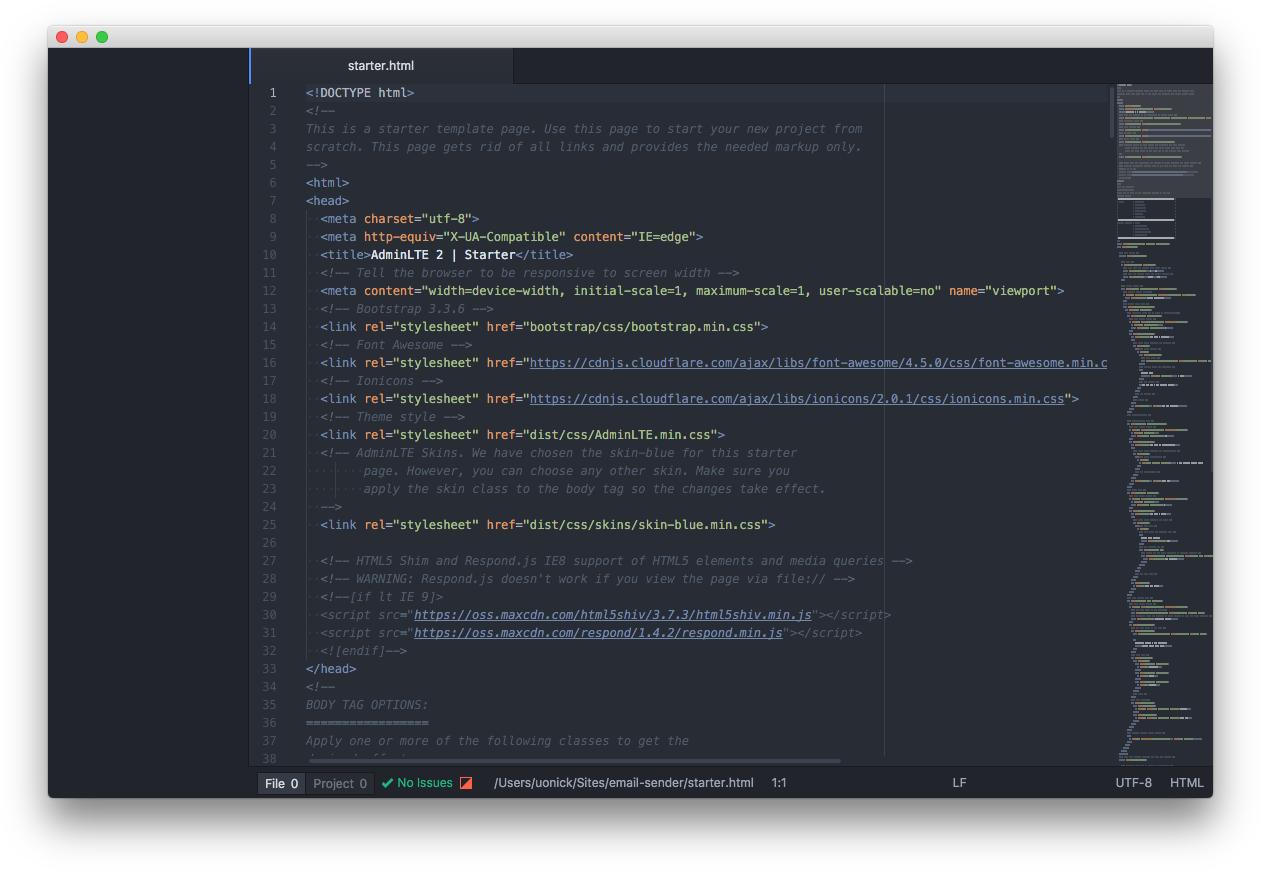 starter.html
1 <!DOCTYPE html>
2 <!--
3 This is a starter template page. Use this page to start your new project from
4 scratch. This page gets rid of all links and provides the needed markup only.
5 -->
6 <html>
7 <head>
8 <meta charset="utf-8">
9 <meta http-equiv="X-UA-Compatible" content="IE=edge">
10 <title>AdminLTE 2 | Starter</title>
11 <!-- Tell the browser to be responsive to screen width -->
12 <meta content="width=device-width, initial-scale=1, maximum-scale=1, user-scalable=no" name="viewport">
13 <!-- Bootstrap 3.3.6 -->
14 <link rel="stylesheet" href="bootstrap/css/bootstrap.min.css">
15 <!-- Font Awesome -->
16 <link rel="stylesheet" href="https://cdnjs.cloudflare.com/ajax/libs/font-awesome/4.5.0/css/font-awesome.min.c
17 <!-- Ionicons -->
18 <link rel="stylesheet" href="https://cdnjs.cloudflare.com/ajax/libs/ionicons/2.0.1/css/ionicons.min.css">
19 <!-- Theme style -->
20 <link rel="stylesheet" href="dist/css/AdminLTE.min.css">
21 <!-- AdminLTE Skins. We have chosen the skin-blue for this starter
22 page. However, you can choose any other skin. Make sure you
23 apply the skin class to the body tag so the changes take effect.
24 -->
25 <link rel="stylesheet" href="dist/css/skins/skin-blue.min.css">
26
27 <!-- HTML5 Shim and Respond.js IE8 support of HTML5 elements and media queries -->
28 <!-- WARNING: Respond.js doesn't work if you view the page via file:// -->
29 <!--[if lt IE 9]>
30 <script src="https://oss.maxcdn.com/html5shiv/3.7.3/html5shiv.min.js"></script>
31 <script src="https://oss.maxcdn.com/respond/1.4.2/respond.min.js"></script>
32 <![endif]-->
33 </head>
34 <!--
35 BODY TAG OPTIONS:
36 =================
37 Apply one or more of the following classes to get the
38
File 0 Project 0 No Issues /Users/uonick/Sites/email-sender/starter.html 1:1 LF UTF-8 HTML